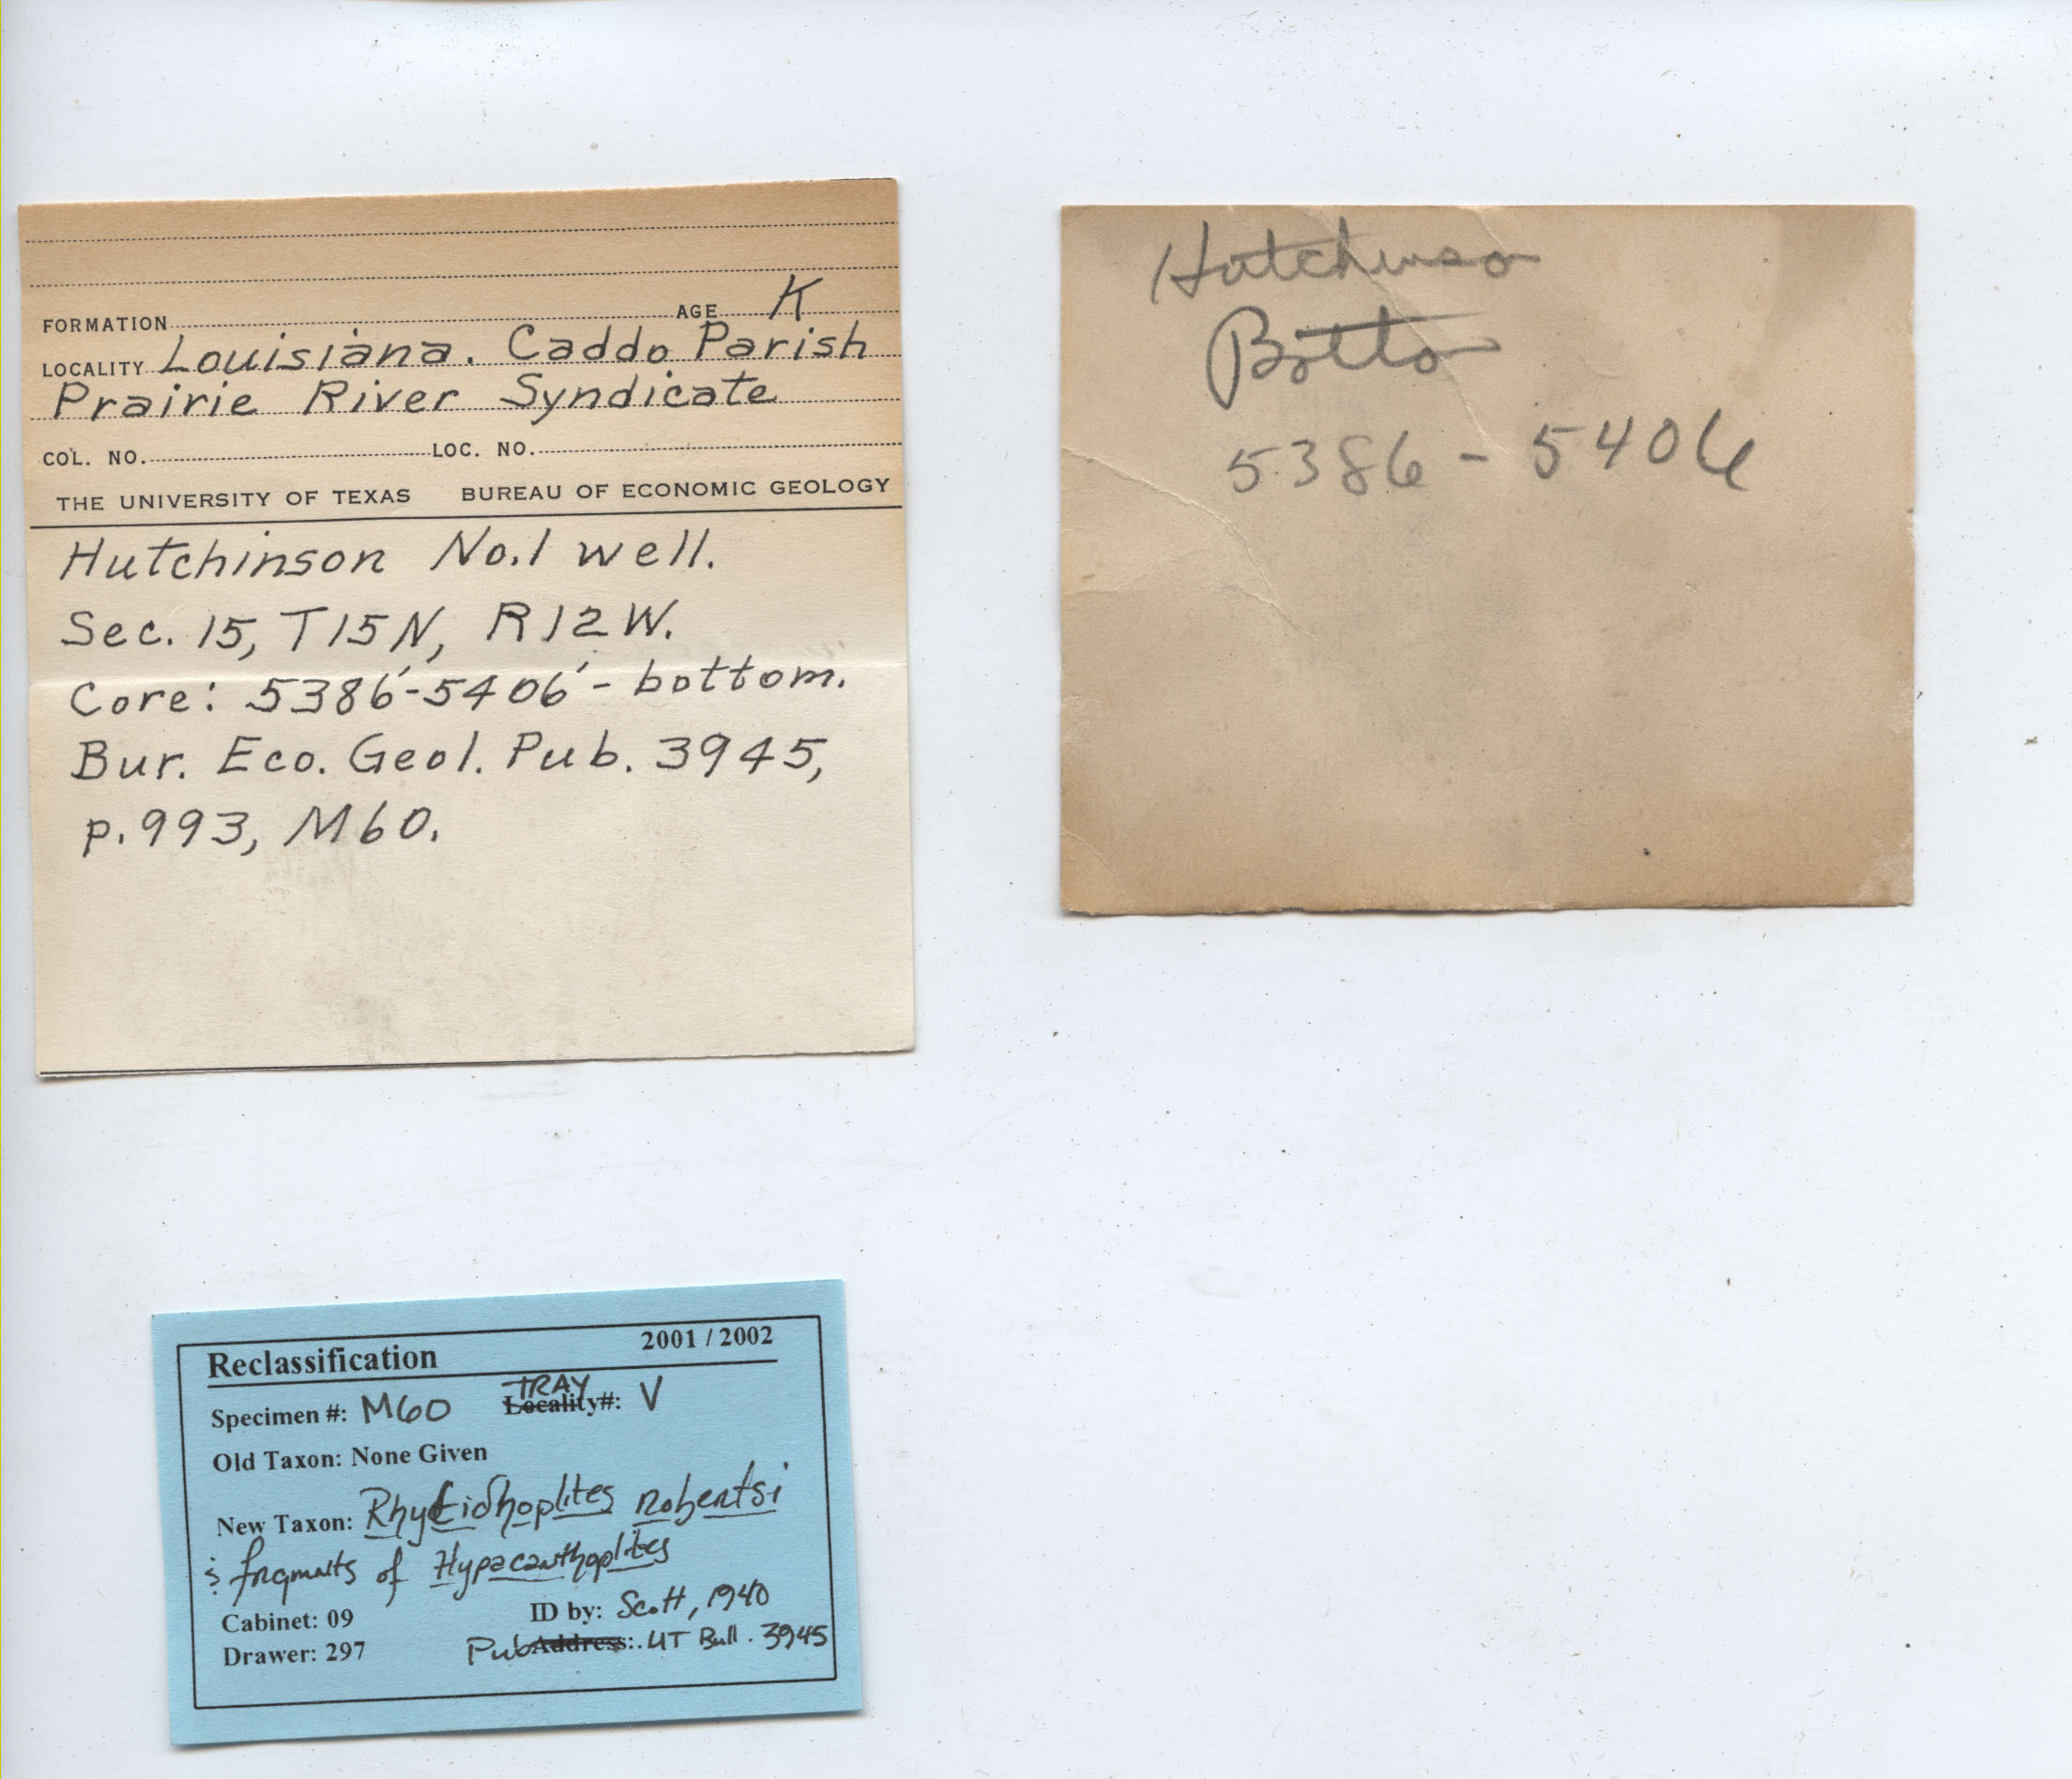 FORMATION AGE K
LOCALITY Louisiana. Caddo Parish
Prairie River Syndicate
COL. NO. LOC. NO.
THE UNIVERSITY OF TEXAS BUREAU OF ECONOMIC GEOLOGY
Hutchinson No.1 well.
Sec. 15, T15N, R12W.
Core: 5386'-5406' - bottom.
Bur. Eco. Geol. Pub. 3945,
p.993, M60.
Hutchinso
Botto
5386 - 5406
Reclassification 2001 / 2002
Specimen #: M60 TRAY Locality#: V
Old Taxon: None Given
New Taxon: Rhytidhoplites robertsi
fragmants of Hypacanthoplites
Cabinet: 09 ID by: Scott, 1940
Drawer: 297 Pub Address: UT Bull. 3945